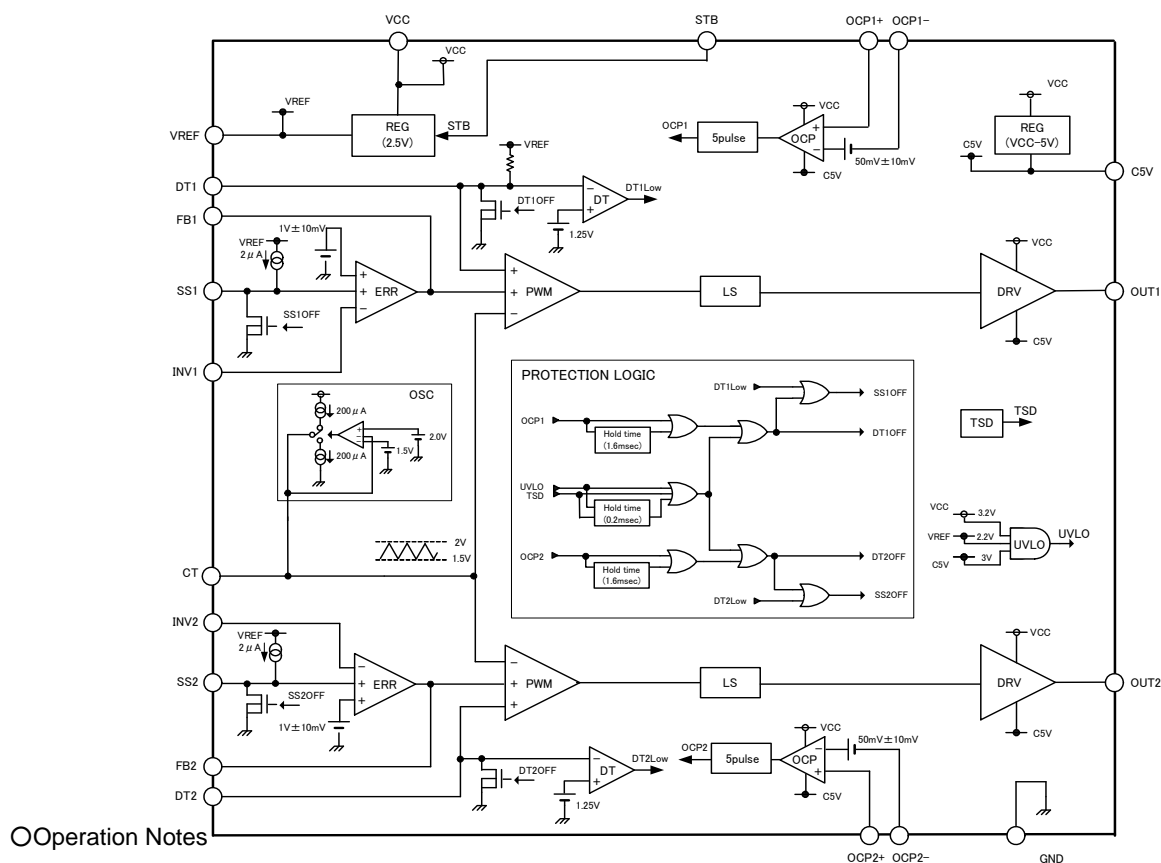 VCC
STB
OCP1+ OCP1-
VCC
VREF
VREF
REG
(2.5V)
STB
VREF
OCP1
5pulse
VCC
OCP
+
-
C5V
50mV±10mV
VCC
REG
(VCC-5V)
C5V
C5V
DT1
DT1OFF
-
+
DT
DT1Low
1.25V
FB1
1V±10mV
VREF
2μA
SS1
SS1OFF
+
+
-
ERR
+
+
-
PWM
LS
VCC
DRV
C5V
OUT1
INV1
OSC
200μA
200μA
+
-
1.5V
2.0V
PROTECTION LOGIC
DT1Low
SS1OFF
OCP1
Hold time
(1.6msec)
DT1OFF
UVLO
TSD
Hold time
(0.2msec)
OCP2
Hold time
(1.6msec)
DT2OFF
DT2Low
SS2OFF
TSD
TSD
VCC
3.2V
VREF
2.2V
C5V
3V
UVLO
UVLO
2V
1.5V
CT
INV2
VREF
2μA
SS2
SS2OFF
1V±10mV
-
+
+
ERR
-
+
+
PWM
LS
VCC
DRV
C5V
OUT2
FB2
DT2
DT2OFF
-
+
DT
DT2Low
1.25V
OCP2
5pulse
VCC
OCP
-
+
C5V
50mV±10mV
OCP2+ OCP2-
GND
○Operation Notes